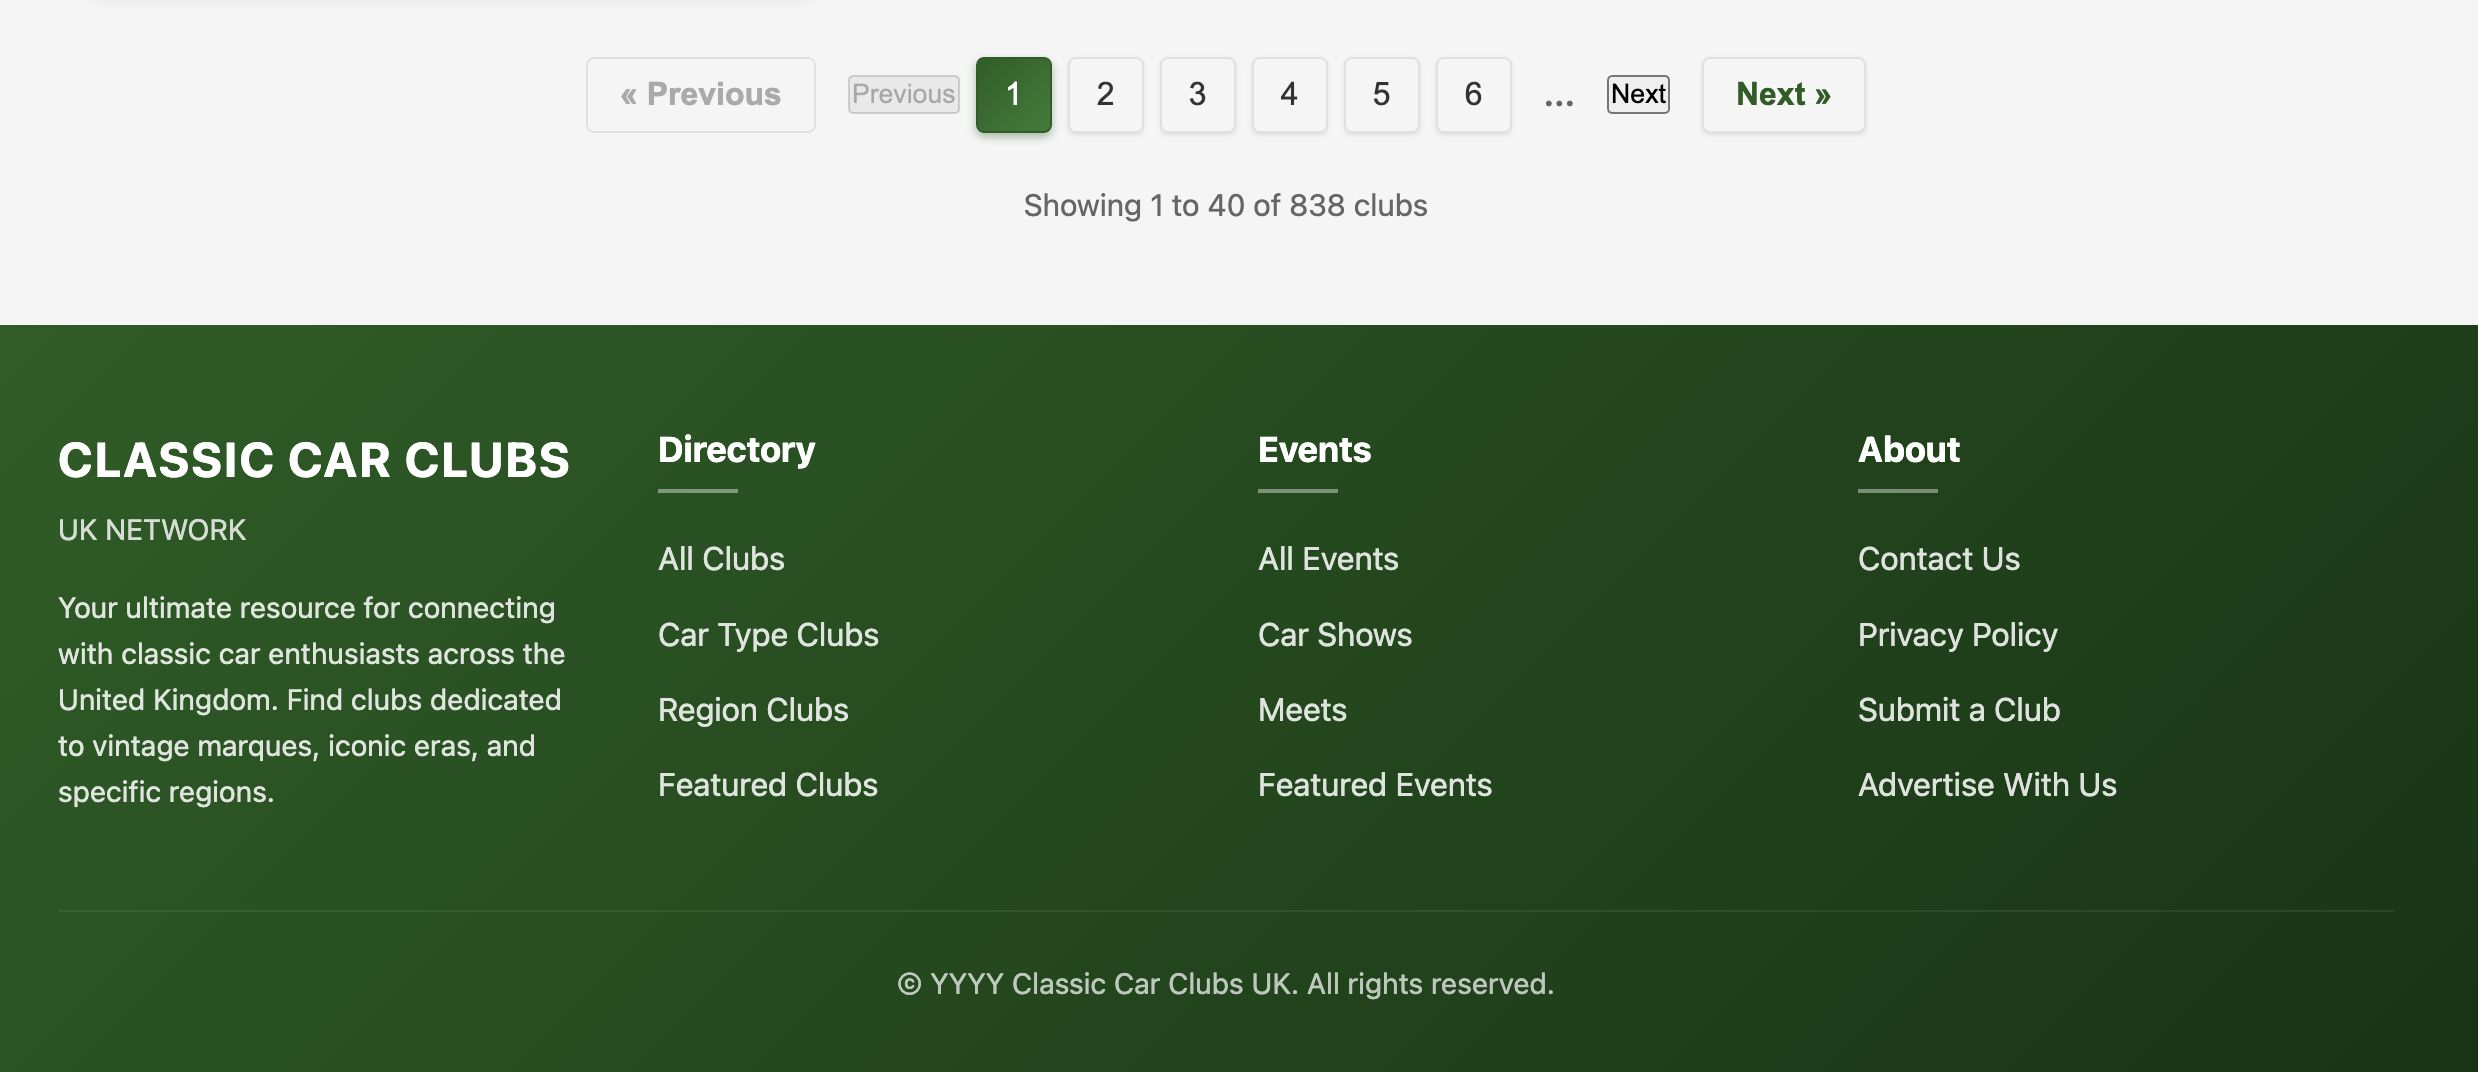 « Previous Previous 1 2 3 4 5 6 ... Next Next »
Showing 1 to 40 of 838 clubs
CLASSIC CAR CLUBS
UK NETWORK
Your ultimate resource for connecting
with classic car enthusiasts across the
United Kingdom. Find clubs dedicated
to vintage marques, iconic eras, and
specific regions.
Directory
All Clubs
Car Type Clubs
Region Clubs
Featured Clubs
Events
All Events
Car Shows
Meets
Featured Events
About
Contact Us
Privacy Policy
Submit a Club
Advertise With Us
© YYYY Classic Car Clubs UK. All rights reserved.